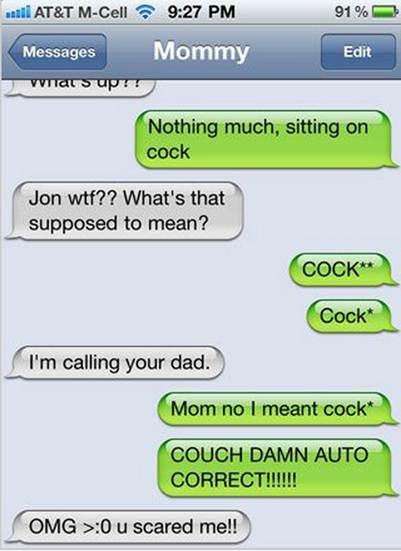 AT&T M-Cell 9:27 PM 91%
Messages Mommy Edit
What's up??
Nothing much, sitting on
cock
Jon wtf?? What's that
supposed to mean?
COCK**
Cock*
I'm calling your dad.
Mom no I meant cock*
COUCH DAMN AUTO
CORRECT!!!!!!
OMG >:0 u scared me!!